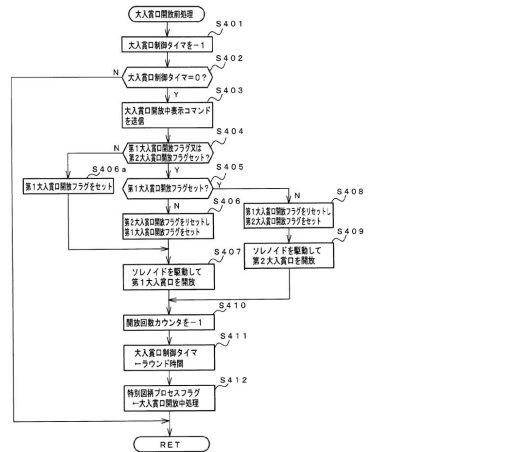 大入賞口開放前処理
S401
大入賞口制御タイマを−1
S402
N
大入賞口制御タイマ=0?
Y
S403
大入賞口開放中表示コマンド
を送信
S404
N
第1大入賞口開放フラグ又は
第2大入賞口開放フラグセット?
S406a
Y
S405
第1大入賞口開放フラグをセット
第1大入賞口開放フラグセット?
Y
N
S408
N
S406
第1大入賞口開放フラグをリセットし
第2大入賞口開放フラグをセット
第2大入賞口開放フラグをリセットし
第1大入賞口開放フラグをセット
S409
S407
ソレノイドを駆動して
第2大入賞口を開放
ソレノイドを駆動して
第1大入賞口を開放
S410
開放回数カウンタを−1
S411
大入賞口制御タイマ
←ラウンド時間
S412
特別図柄プロセスフラグ
←大入賞口開放中処理
RET